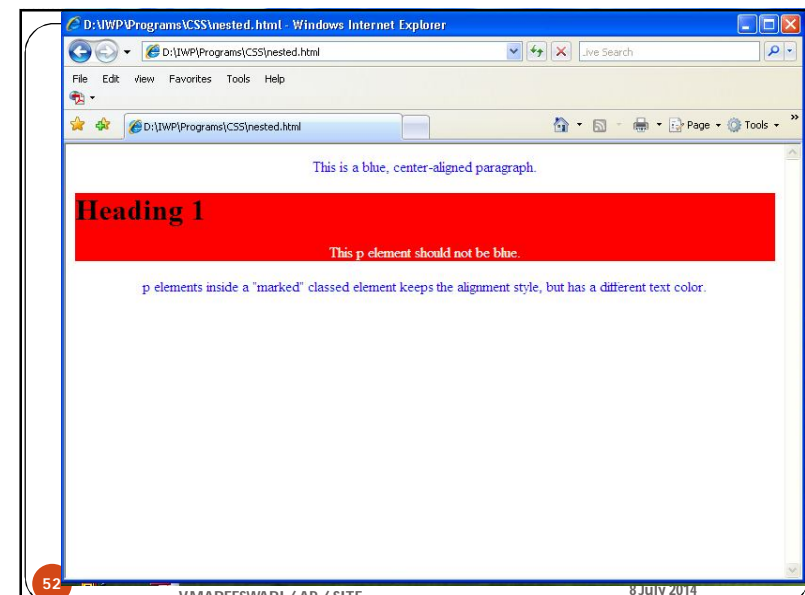 D:\IWP\Programs\CSS\nested.html - Windows Internet Explorer
D:\IWP\Programs\CSS\nested.html
Live Search
File Edit View Favorites Tools Help
D:\IWP\Programs\CSS\nested.html
Page Tools »
This is a blue, center-aligned paragraph.
Heading 1
This p element should not be blue.
p elements inside a "marked" classed element keeps the alignment style, but has a different text color.
52
V.MAREESWARI / AP / SITE
8 July 2014